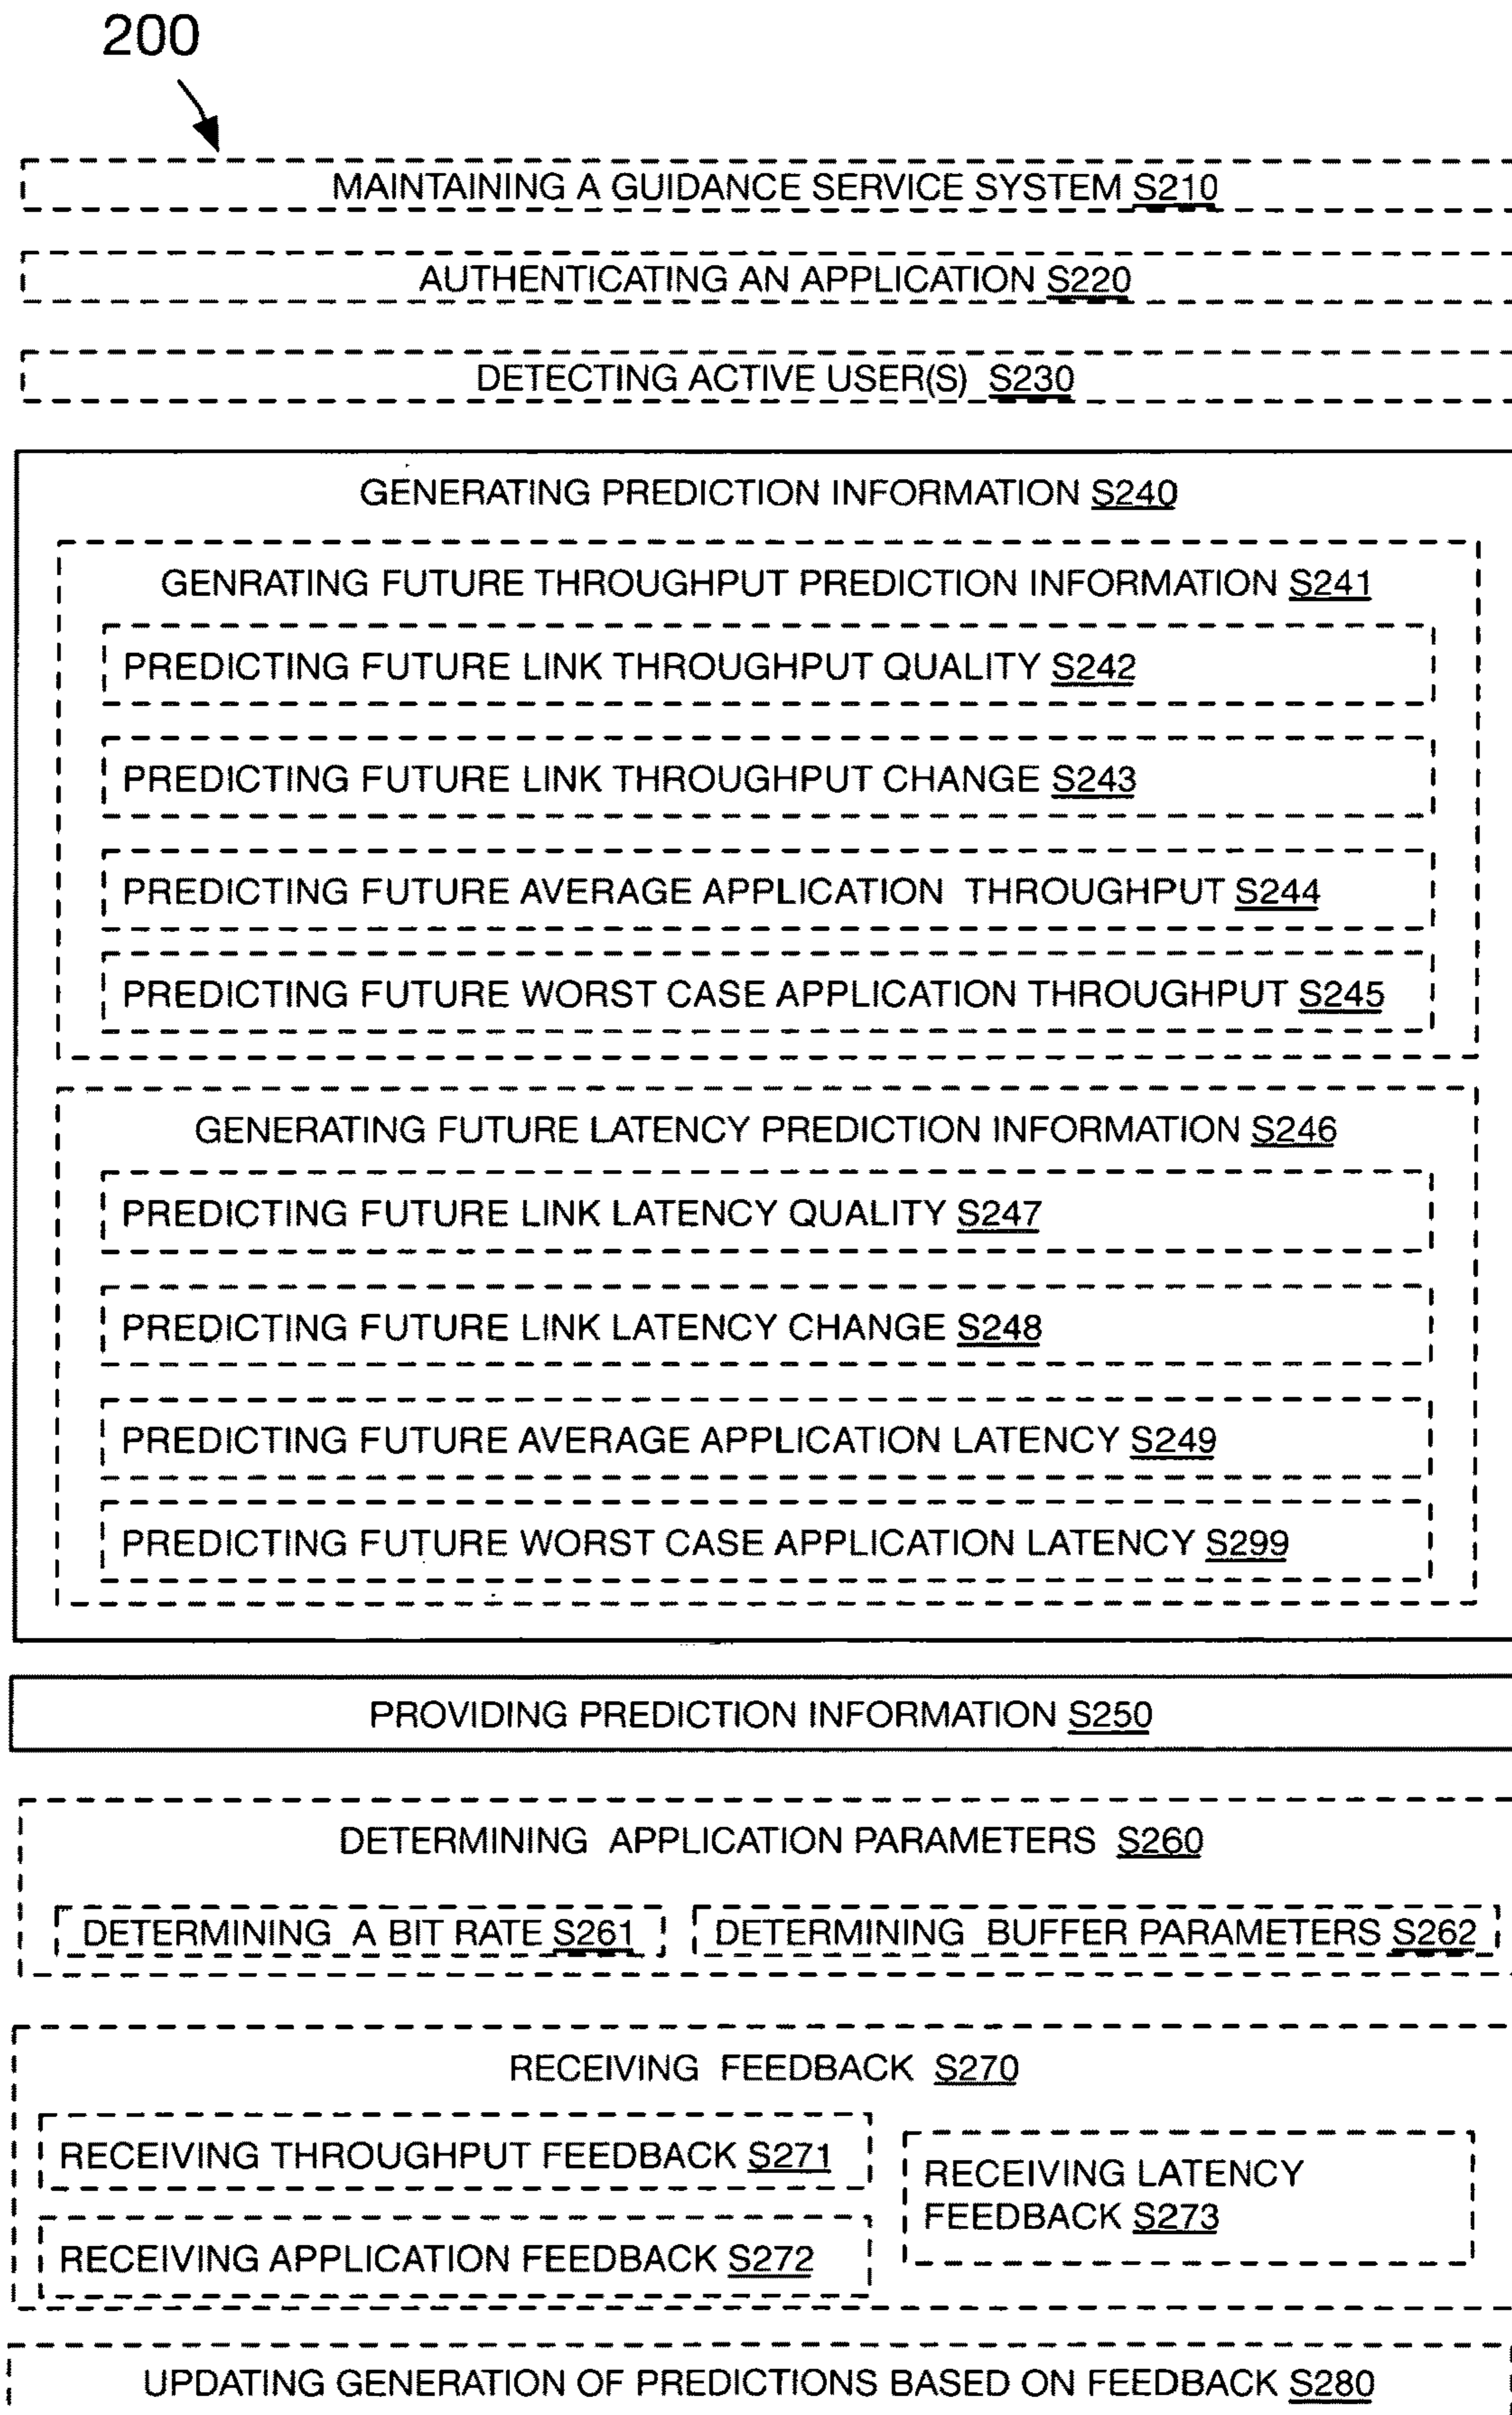 200
MAINTAINING A GUIDANCE SERVICE SYSTEM S210
AUTHENTICATING AN APPLICATION S220
DETECTING ACTIVE USER(S) S230
GENERATING PREDICTION INFORMATION S240
GENRATING FUTURE THROUGHPUT PREDICTION INFORMATION S241
PREDICTING FUTURE LINK THROUGHPUT QUALITY S242
PREDICTING FUTURE LINK THROUGHPUT CHANGE S243
PREDICTING FUTURE AVERAGE APPLICATION THROUGHPUT S244
PREDICTING FUTURE WORST CASE APPLICATION THROUGHPUT S245
GENERATING FUTURE LATENCY PREDICTION INFORMATION S246
PREDICTING FUTURE LINK LATENCY QUALITY S247
PREDICTING FUTURE LINK LATENCY CHANGE S248
PREDICTING FUTURE AVERAGE APPLICATION LATENCY S249
PREDICTING FUTURE WORST CASE APPLICATION LATENCY S299
PROVIDING PREDICTION INFORMATION S250
DETERMINING APPLICATION PARAMETERS S260
DETERMINING A BIT RATE S261
DETERMINING BUFFER PARAMETERS S262
RECEIVING FEEDBACK S270
RECEIVING THROUGHPUT FEEDBACK S271
RECEIVING APPLICATION FEEDBACK S272
RECEIVING LATENCY
FEEDBACK S273
UPDATING GENERATION OF PREDICTIONS BASED ON FEEDBACK S280